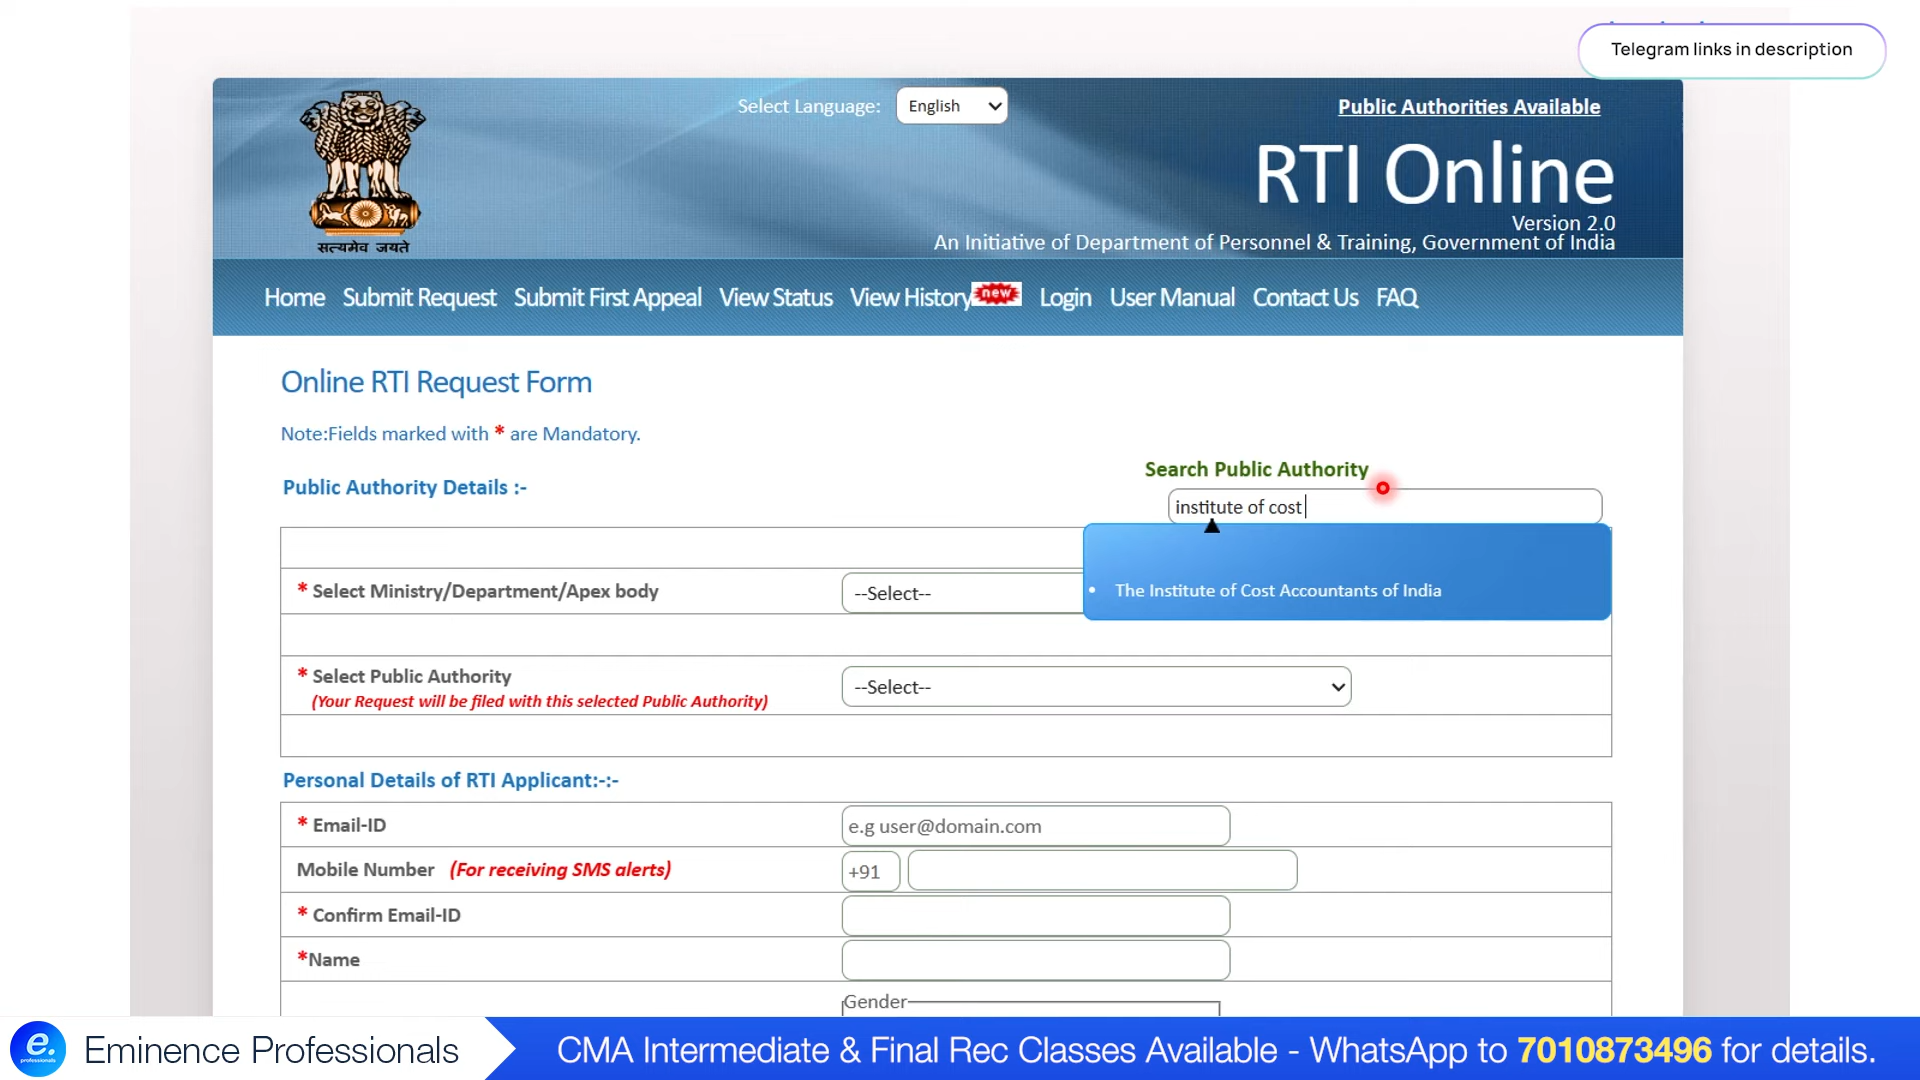 Telegram links in description
Select Language: English
Public Authorities Available
RTI Online
Version 2.0
An Initiative of Department of Personnel & Training, Government of India
सत्यमेव जयते
Home Submit Request Submit First Appeal View Status View History new Login User Manual Contact Us FAQ
Online RTI Request Form
Note:Fields marked with * are Mandatory.
Search Public Authority
Public Authority Details :-
institute of cost
The Institute of Cost Accountants of India
* Select Ministry/Department/Apex body --Select--
* Select Public Authority --Select--
(Your Request will be filed with this selected Public Authority)
Personal Details of RTI Applicant:-:-
* Email-ID e.g user@domain.com
Mobile Number (For receiving SMS alerts) +91
* Confirm Email-ID
*Name
Gender
e. professionals Eminence Professionals CMA Intermediate & Final Rec Classes Available - WhatsApp to 7010873496 for details.